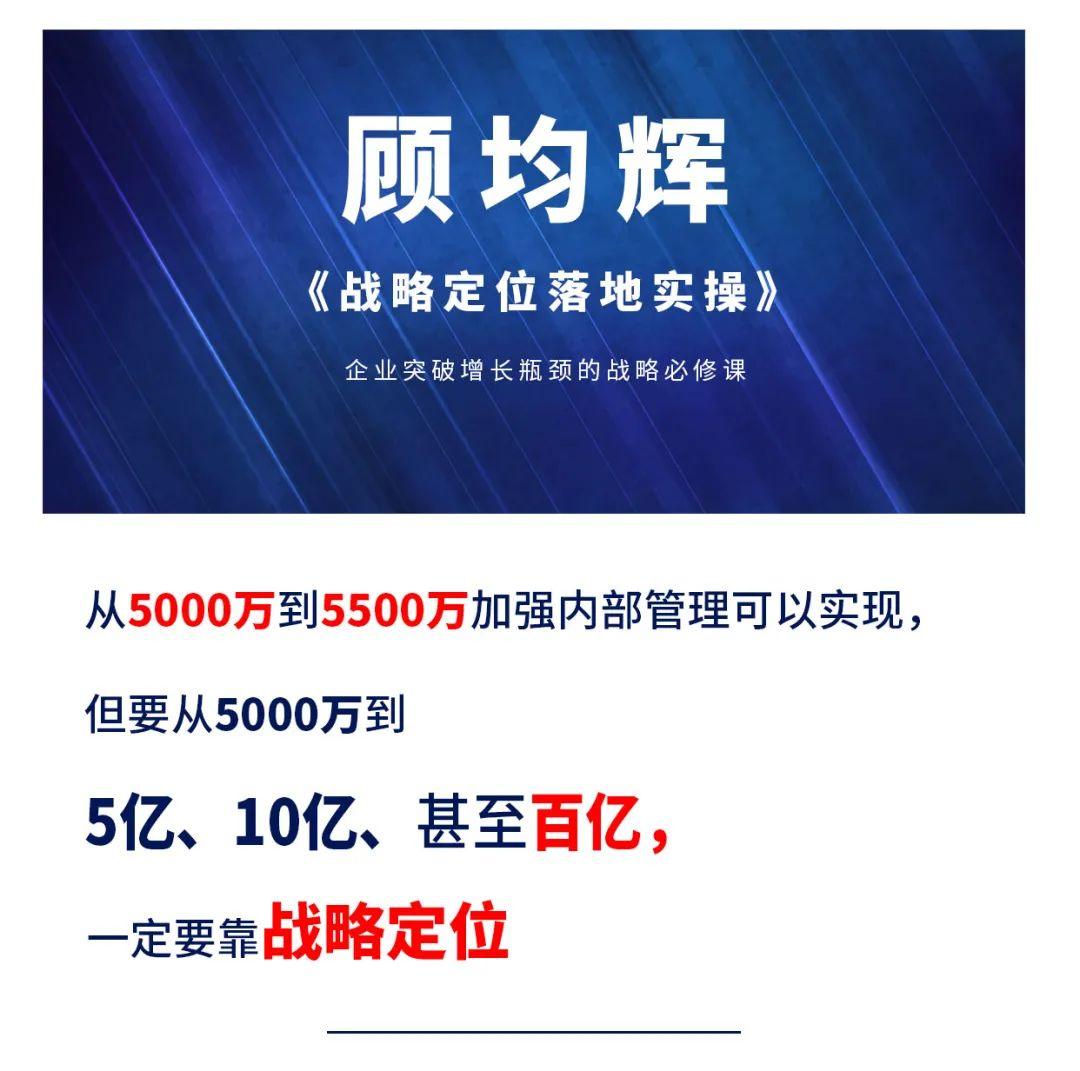 顾均辉
《战略定位落地实操》
企业突破增长瓶颈的战略必修课
从5000万到5500万加强内部管理可以实现，
但要从5000万到
5亿、10亿、甚至百亿，
一定要靠战略定位